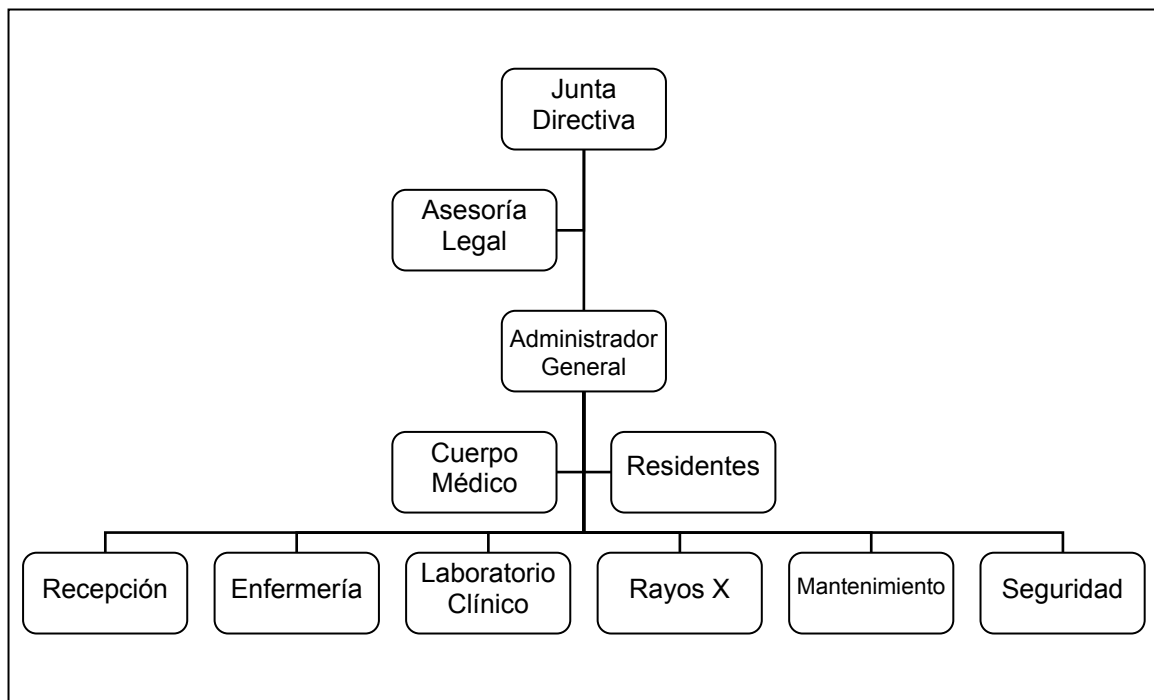 Junta
Directiva
Asesoría
Legal
Administrador
General
Cuerpo
Médico
Residentes
Recepción
Enfermería
Laboratorio
Clínico
Rayos X
Mantenimiento
Seguridad